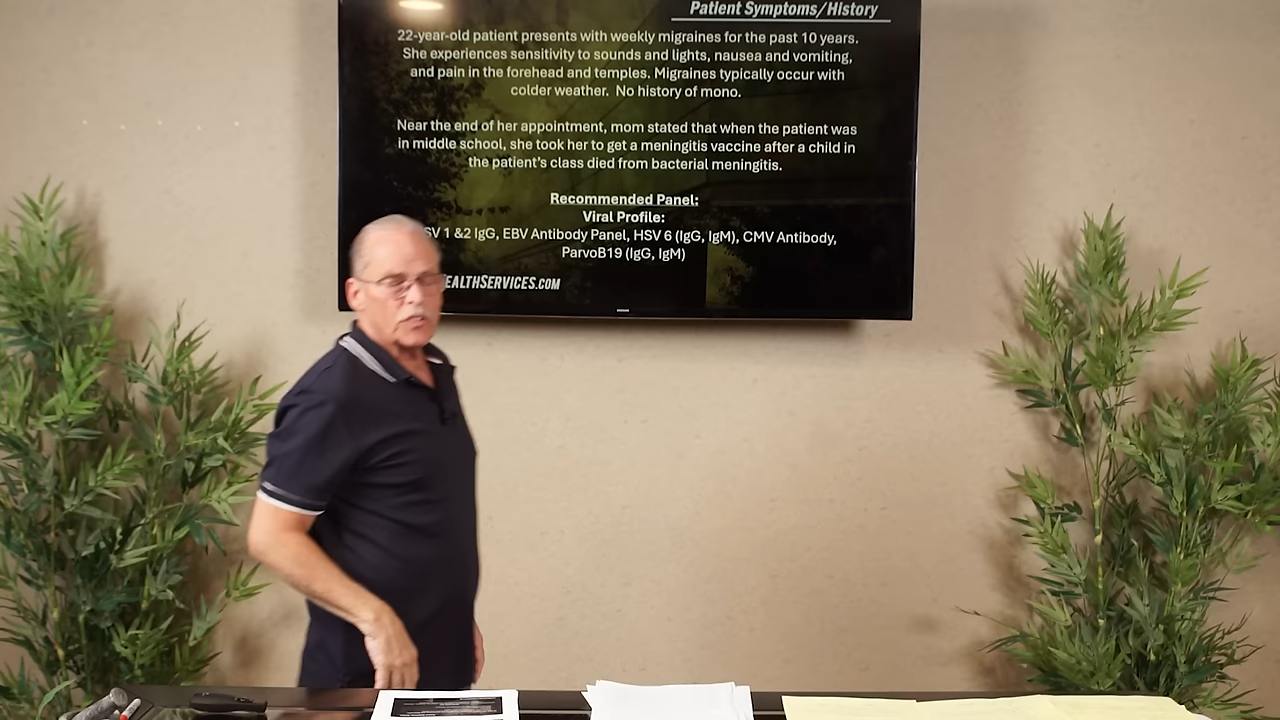 Patient Symptoms/History
22-year-old patient presents with weekly migraines for the past 10 years.
She experiences sensitivity to sounds and lights, nausea and vomiting,
and pain in the forehead and temples. Migraines typically occur with
colder weather. No history of mono.
Near the end of her appointment, mom stated that when the patient was
in middle school, she took her to get a meningitis vaccine after a child in
the patient's class died from bacterial meningitis.
Recommended Panel:
Viral Profile:
SV 1 &2 IgG, EBV Antibody Panel, HSV 6 (IgG, IgM), CMV Antibody,
ParvoB19 (IgG, IgM)
EALTHSERVICES.COM